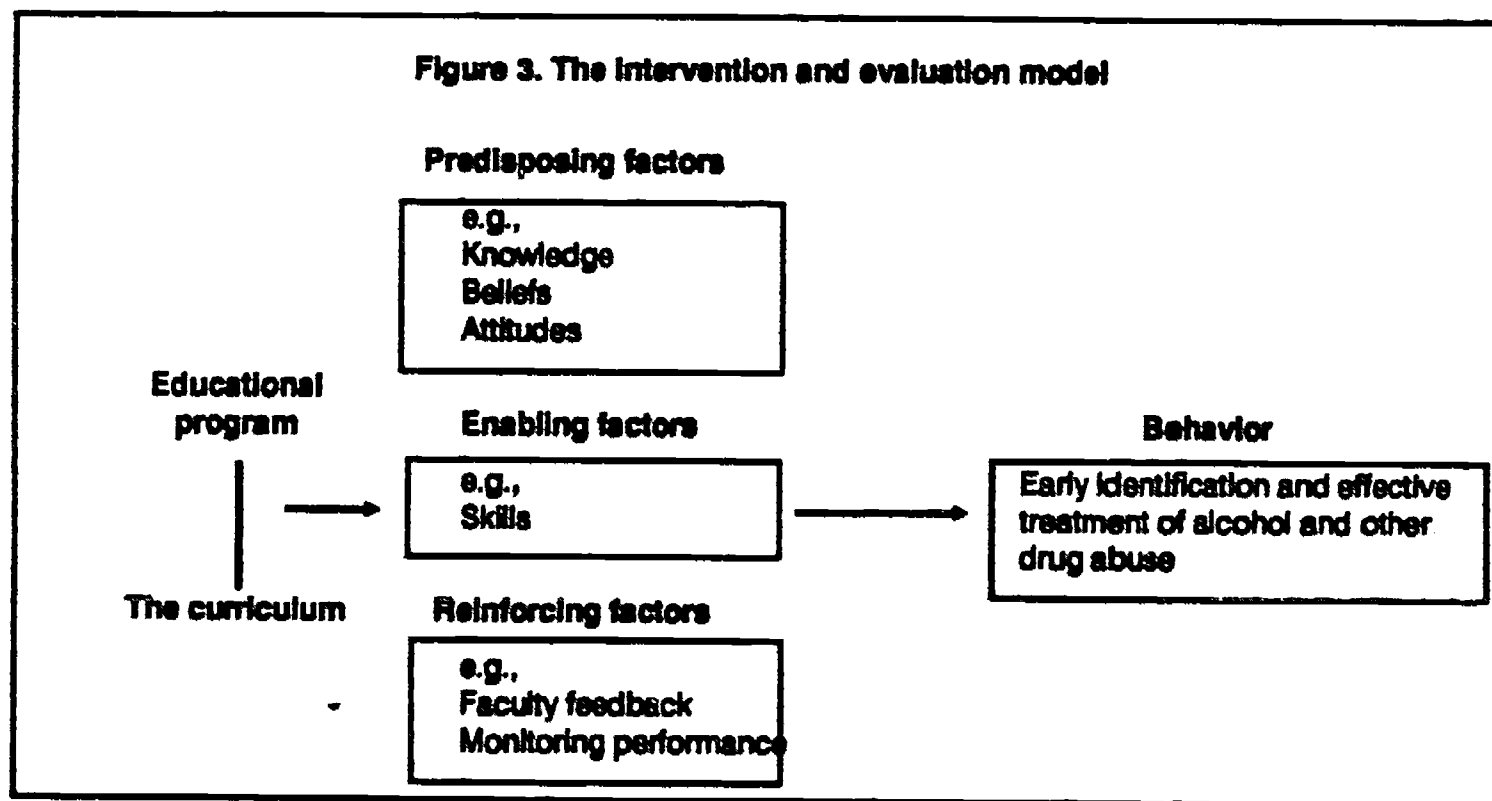 Figure 3. The intervention and evaluation model
Predisposing factors
e.g.,
Knowledge
Beliefs
Attitudes
Educational
program
The curriculum
Enabling factors
e.g.,
Skills
Reinforcing factors
e.g.,
Faculty feedback
Monitoring performance
Behavior
Early identification and effective
treatment of alcohol and other
drug abuse